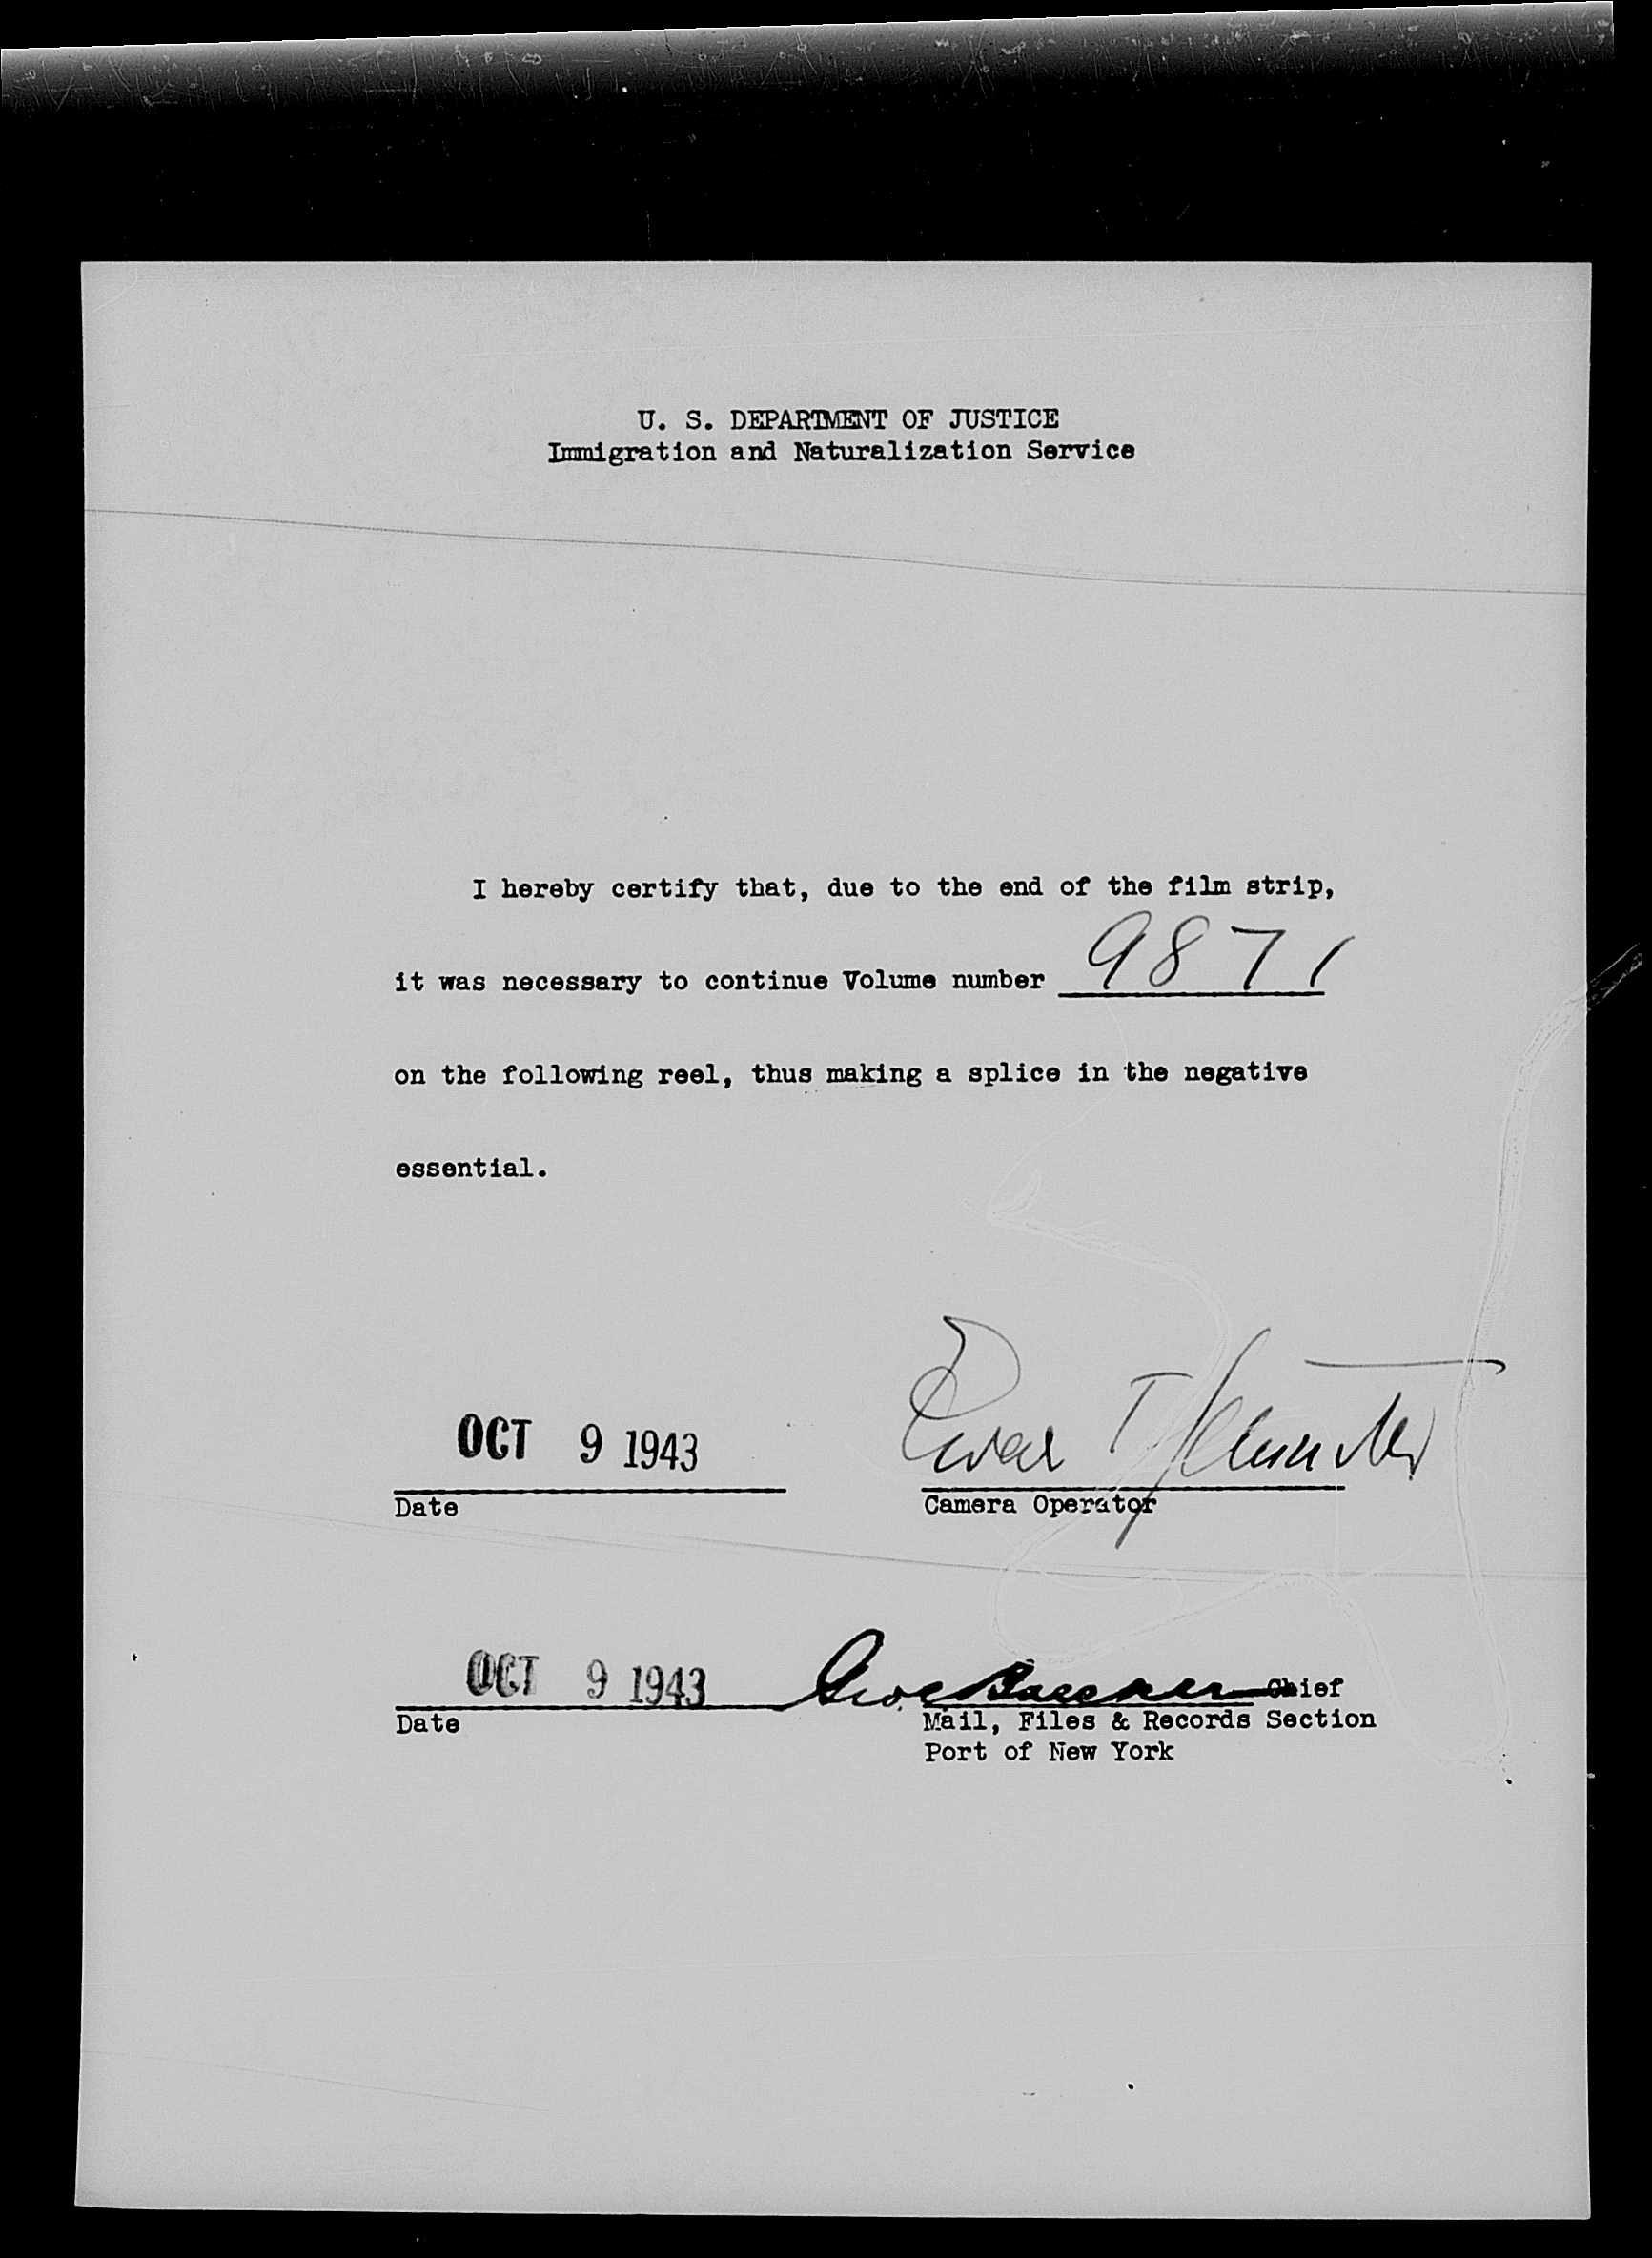 U. S. DEPARTMENT OF JUSTICE
Immigration and Naturalization Service
I hereby certify that, due to the end of the film strip,
it was necessary to continue Volume number 9871
on the following reel, thus making a splice in the negative
essential.
OCT 9 1943
Date
Camera Operator
OCT 9 1943
Chief
Date
Mail, Files & Records Section
Port of New York